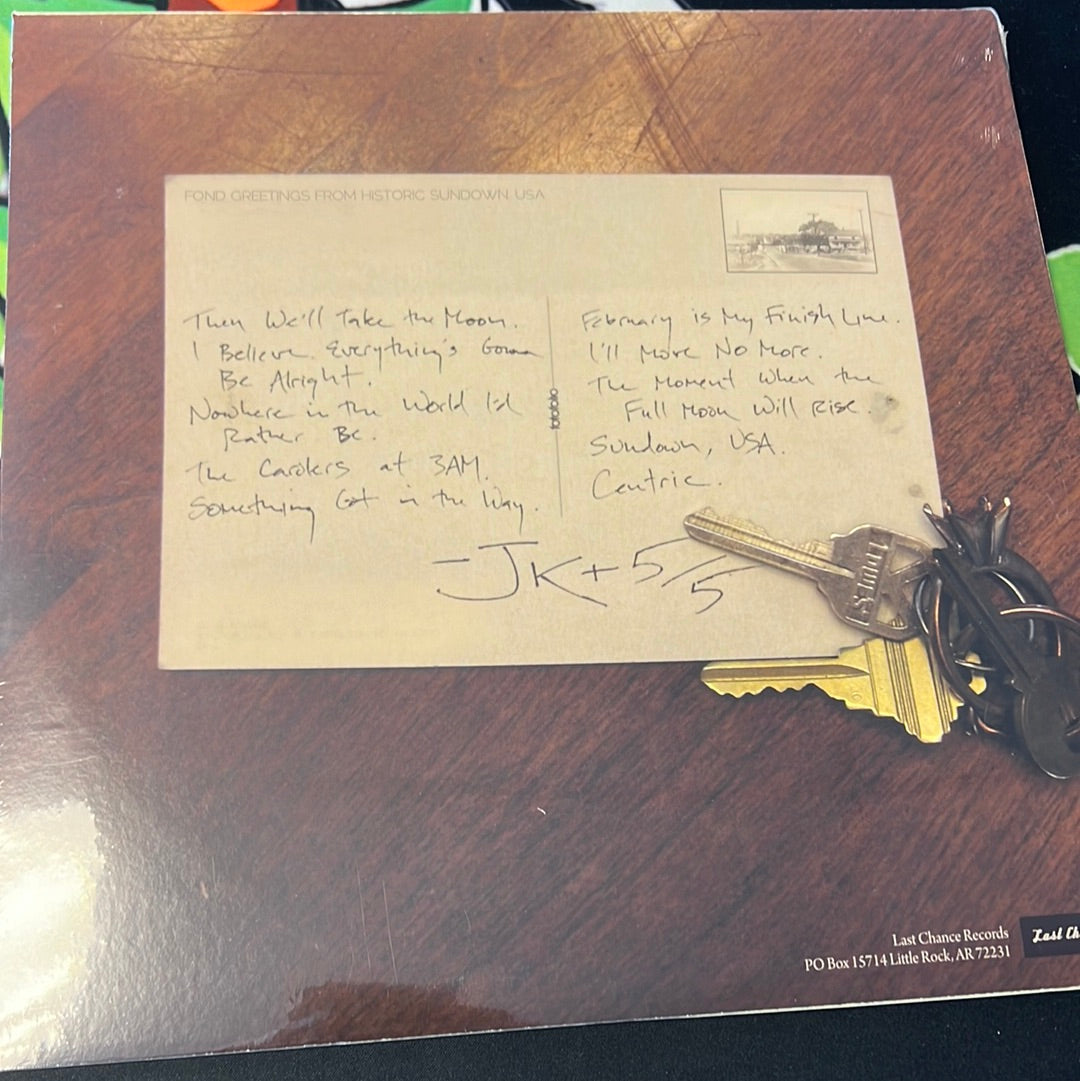 FOND GREETINGS FROM HISTORIC SUNDOWN, USA
Then We'll Take the Moon.
I Believe Everything's Gonna
Be Alright.
Nowhere in the World I'd
Rather Be.
The Carolers at 3AM.
Something Got in the Way.
fotofolio
February is My Finish Line.
I'll Move No More.
The Moment When the
Full Moon Will Rise.
Sundown, USA.
Centric.
-JK+5/5
Last Chance Records
PO Box 15714 Little Rock, AR 72231
Last Ch